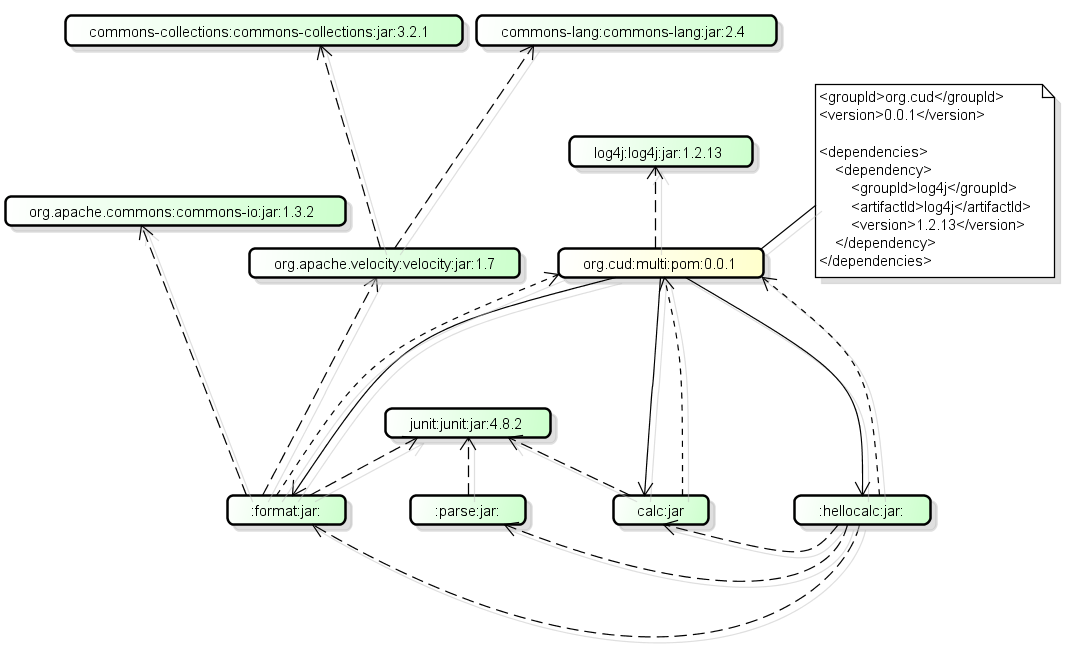 commons-collections:commons-collections:jar:3.2.1
commons-lang:commons-lang:jar:2.4
<groupId>org.cud</groupId>
<version>0.0.1</version>
<dependencies>
<dependency>
<groupId>log4j</groupId>
<artifactId>log4j</artifactId>
<version>1.2.13</version>
</dependency>
</dependencies>
log4j:log4j:jar:1.2.13
org.apache.commons:commons-io:jar:1.3.2
org.apache.velocity:velocity:jar:1.7
org.cud:multi:pom:0.0.1
junit:junit:jar:4.8.2
:format:jar:
:parse:jar:
calc:jar
:hellocalc:jar: